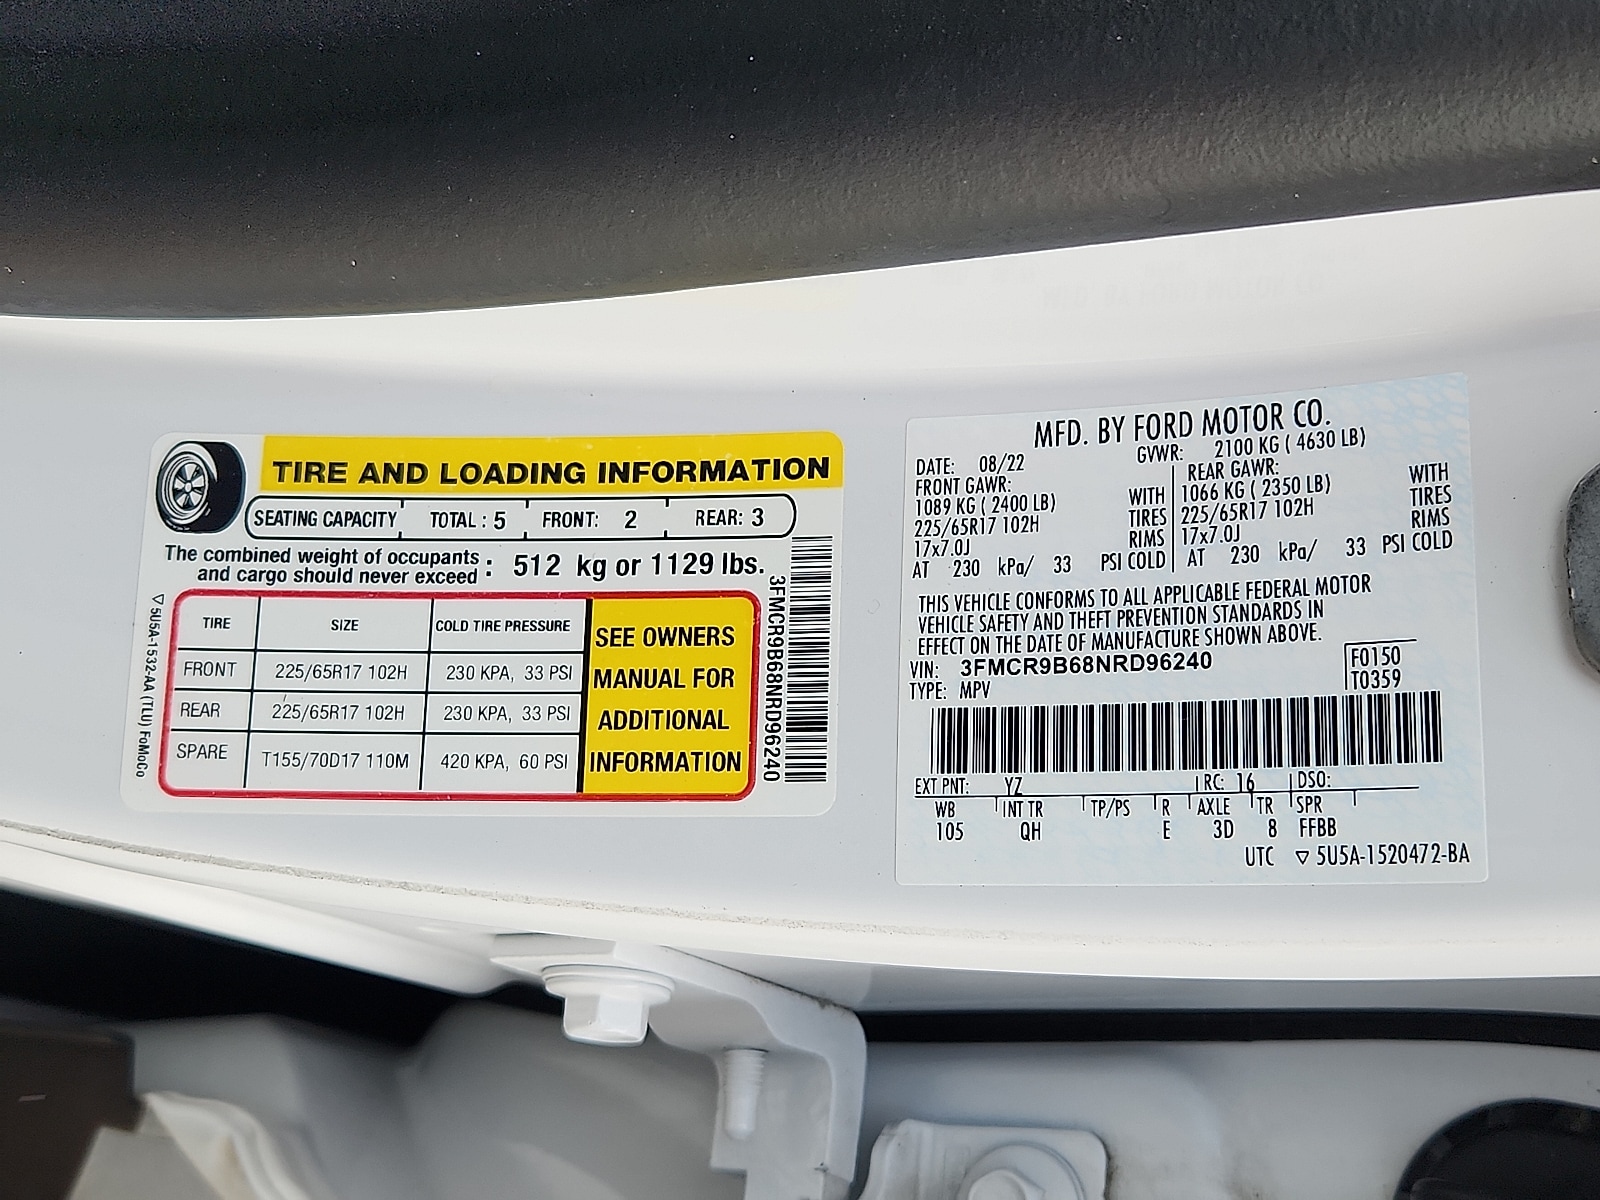 TIRE AND LOADING INFORMATION
SEATING CAPACITY TOTAL : 5 FRONT: 2 REAR: 3
The combined weight of occupants
and cargo should never exceed : 512 kg or 1129 lbs.
TIRE SIZE COLD TIRE PRESSURE
FRONT 225/65R17 102H 230 KPA, 33 PSI
REAR 225/65R17 102H 230 KPA, 33 PSI
SPARE T155/70D17 110M 420 KPA, 60 PSI
SEE OWNERS
MANUAL FOR
ADDITIONAL
INFORMATION
3FMCR9B68NRD96240
▽ 5U5A-1532-AA (TLU) FoMoCo
MFD. BY FORD MOTOR CO.
DATE: 08/22 GVWR: 2100 KG ( 4630 LB)
FRONT GAWR: REAR GAWR:
1089 KG ( 2400 LB) WITH 1066 KG ( 2350 LB) WITH
225/65R17 102H TIRES 225/65R17 102H TIRES
17x7.0J RIMS 17x7.0J RIMS
AT 230 kPa/ 33 PSI COLD AT 230 kPa/ 33 PSI COLD
THIS VEHICLE CONFORMS TO ALL APPLICABLE FEDERAL MOTOR
VEHICLE SAFETY AND THEFT PREVENTION STANDARDS IN
EFFECT ON THE DATE OF MANUFACTURE SHOWN ABOVE.
VIN: 3FMCR9B68NRD96240 F0150
TYPE: MPV T0359
EXT PNT: YZ RC: 16 DSO:
WB INT TR TP/PS R AXLE TR SPR
105 QH E 3D 8 FFBB
UTC ▽ 5U5A-1520472-BA